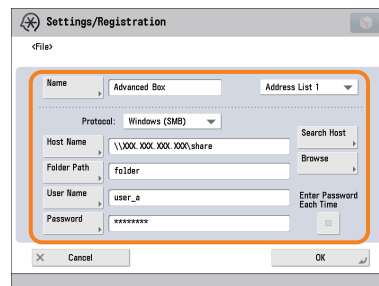 Settings/Registration
<File>
Name
Advanced Box
Address List 1
Protocol: Windows (SMB)
Search Host
Host Name
\\XXX.XXX.XXX.XXX\share
Browse
Folder Path
folder
User Name
user_a
Enter Password
Each Time
Password
********
Cancel
OK